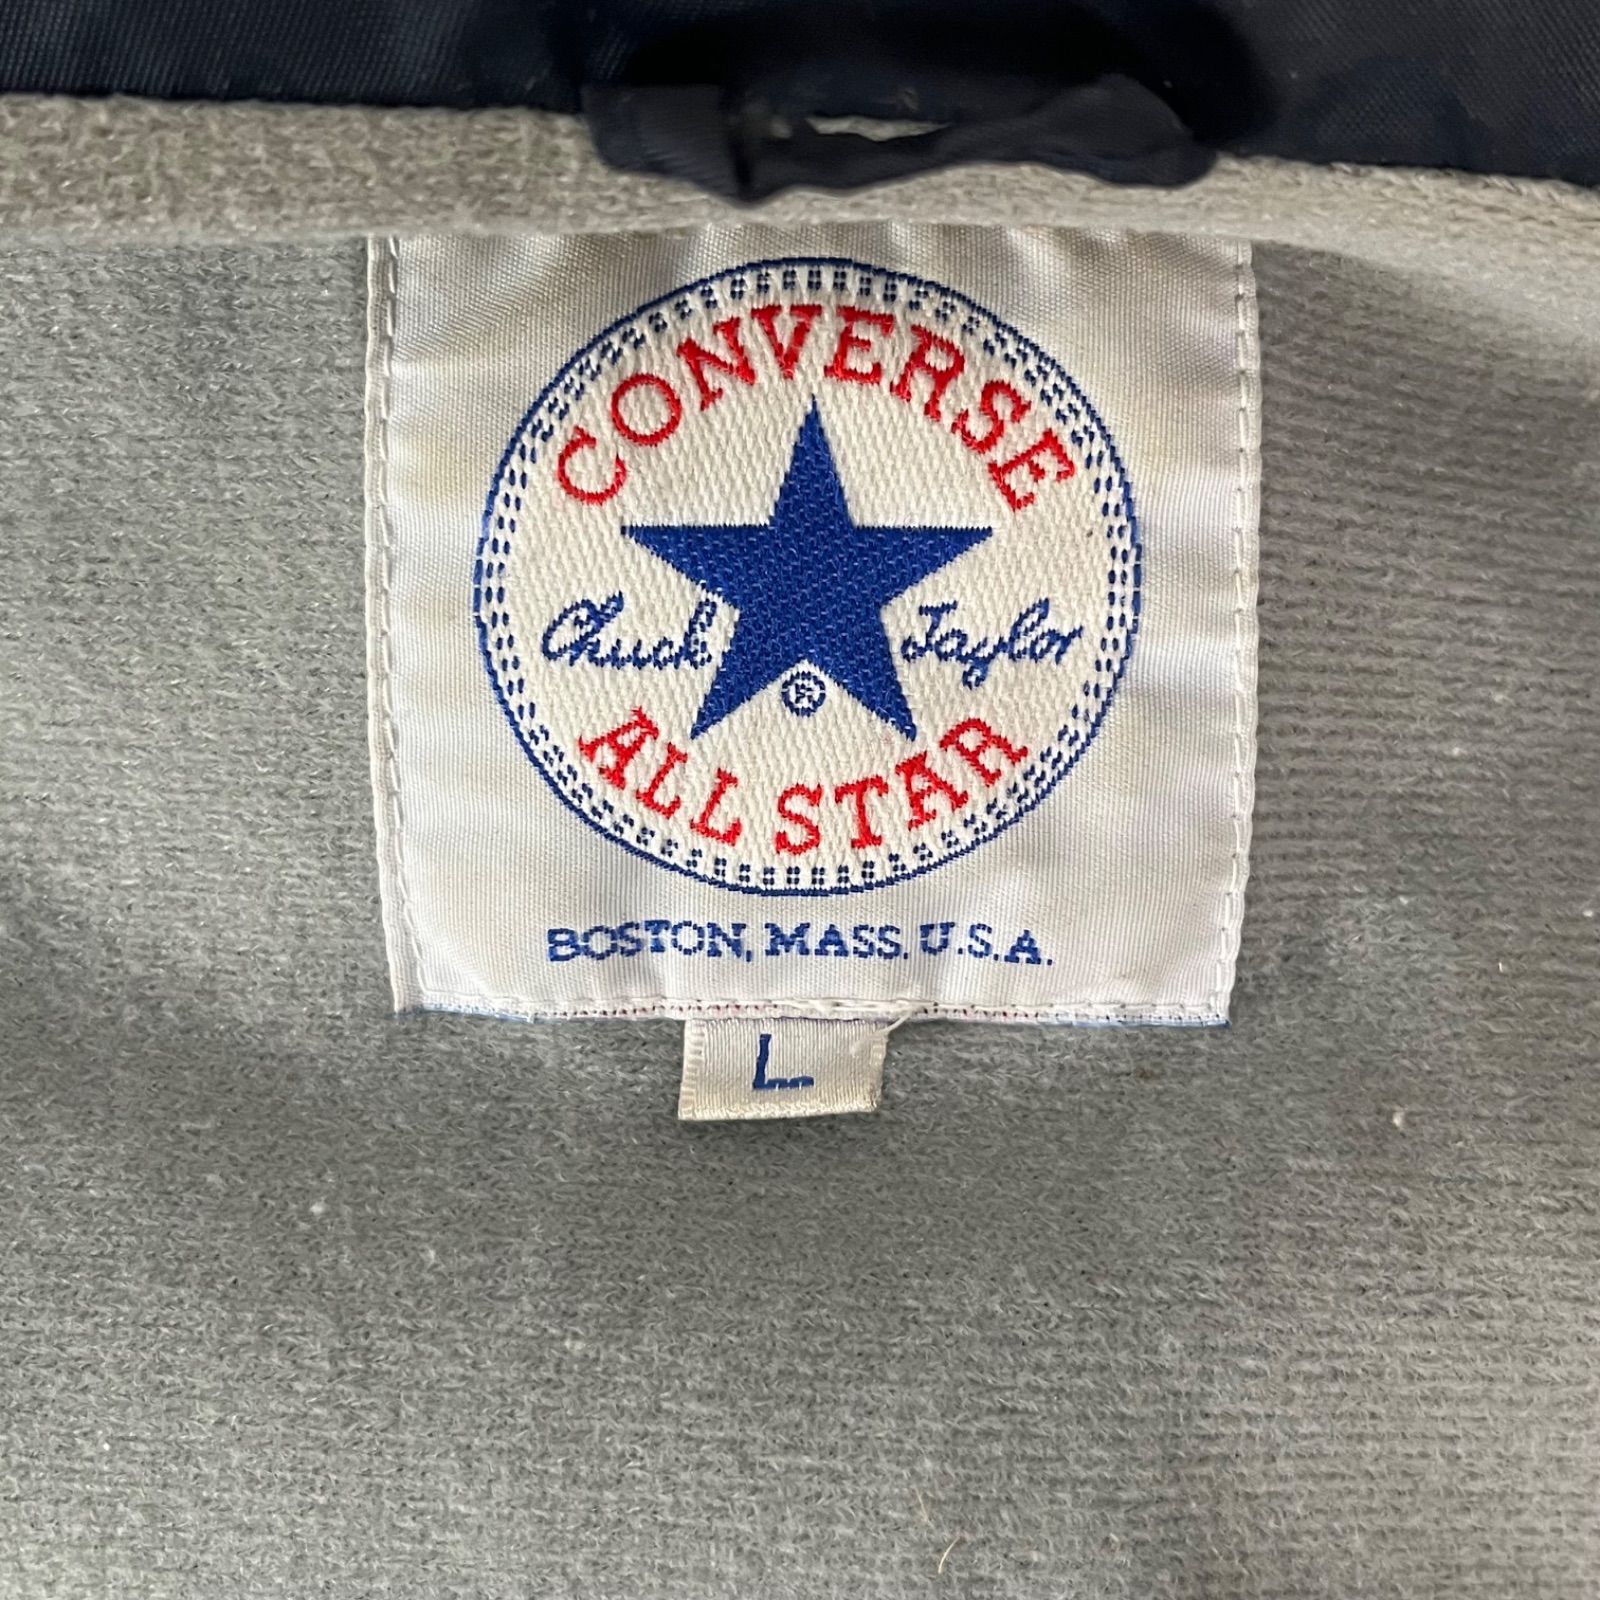 CONVERSE
Chuck Taylor
®
ALL STAR
BOSTON, MASS. U.S.A.
L